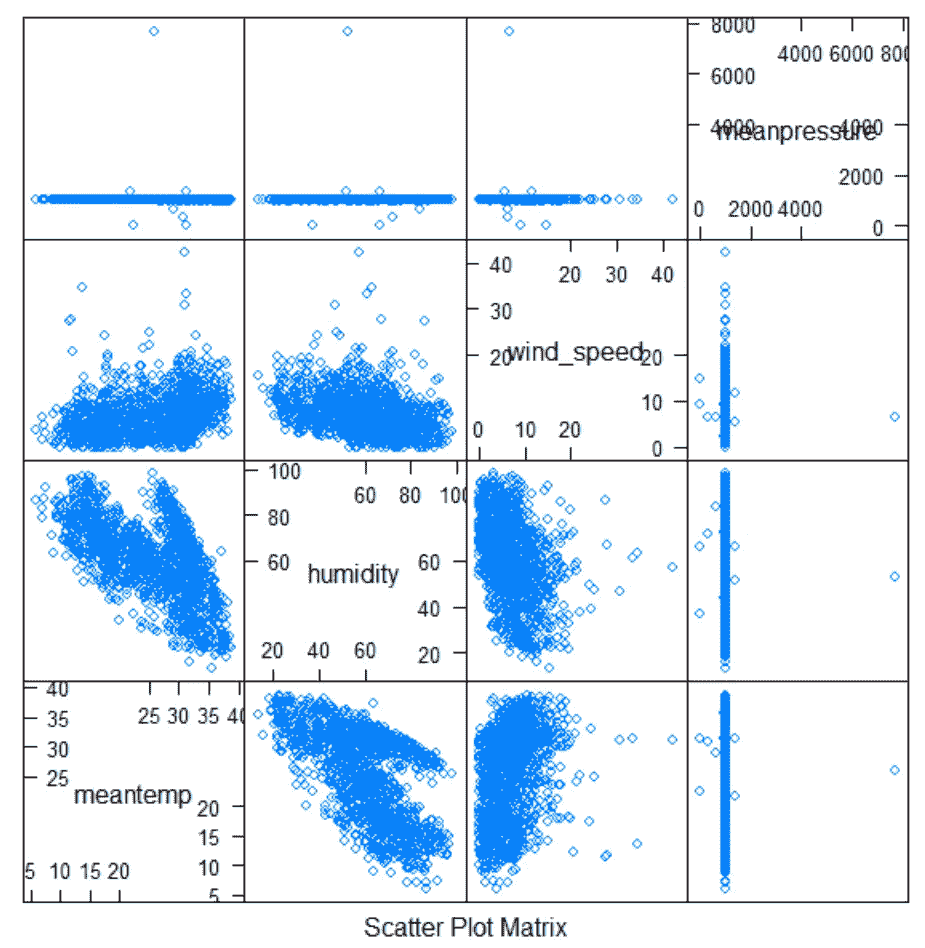 8000
4000 6000 800
6000
4000 meanpressure 4000
2000
0 2000 4000
0
40
20 30 40
30
20 wind_speed 20
10
0 10 20
0
100
60 80 100
80
60 humidity 60
40
20 40 60
20
40
25 30 35 40
35
30
25
meantemp 20
15
5 10 15 20
10
5
Scatter Plot Matrix